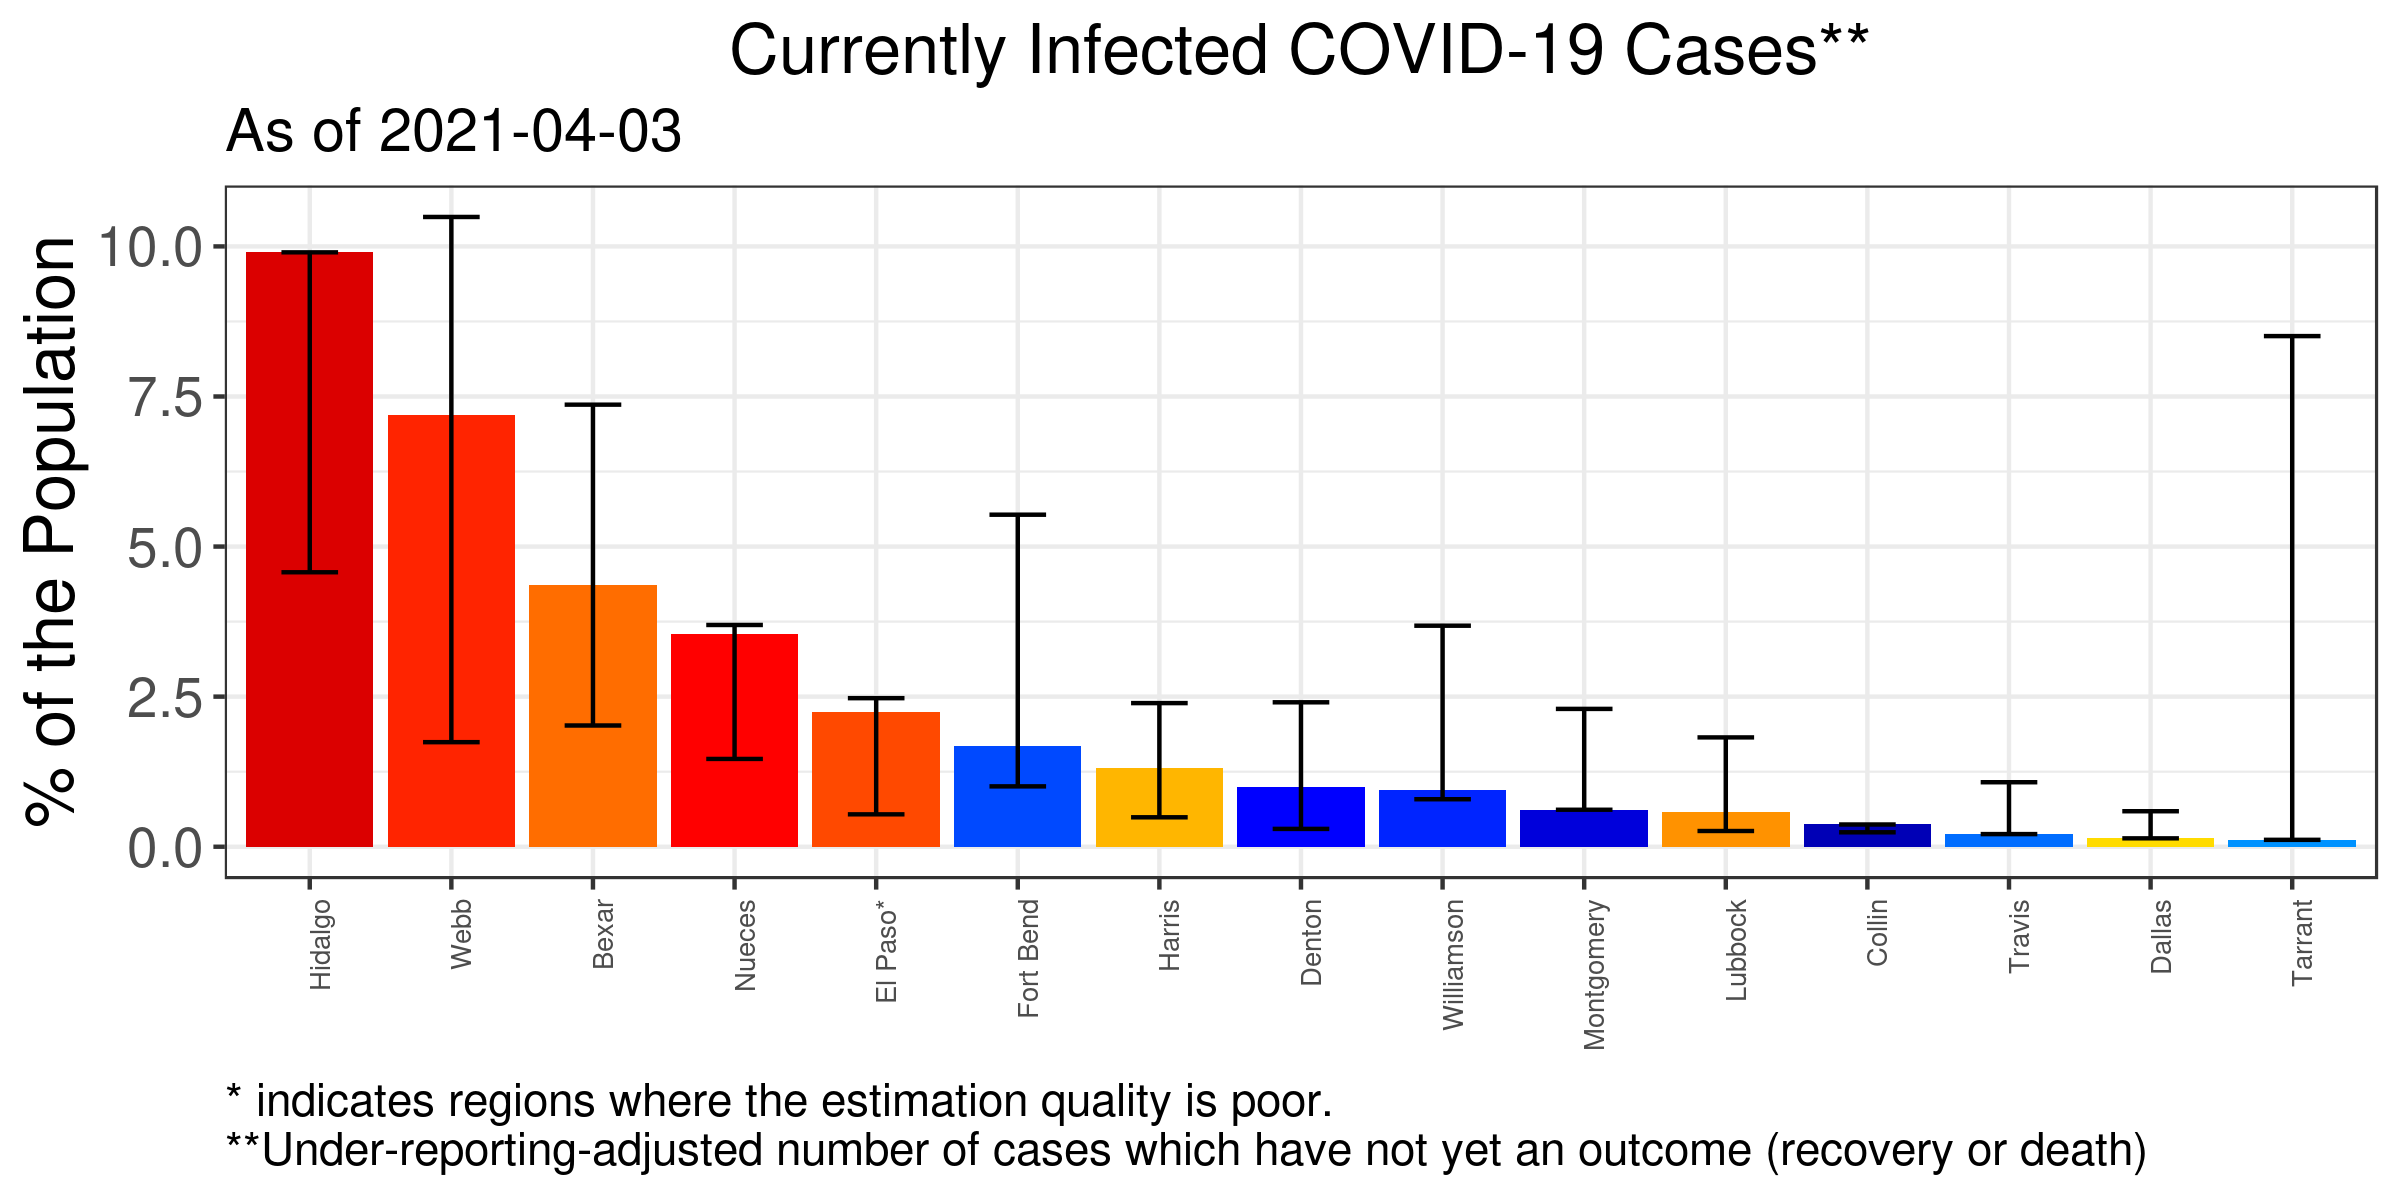 Currently Infected COVID-19 Cases**
As of 2021-04-03
% of the Population
10.0
7.5
5.0
2.5
0.0
Hidalgo
Webb
Bexar
Nueces
El Paso*
Fort Bend
Harris
Denton
Williamson
Montgomery
Lubbock
Collin
Travis
Dallas
Tarrant
* indicates regions where the estimation quality is poor.
**Under-reporting-adjusted number of cases which have not yet an outcome (recovery or death)